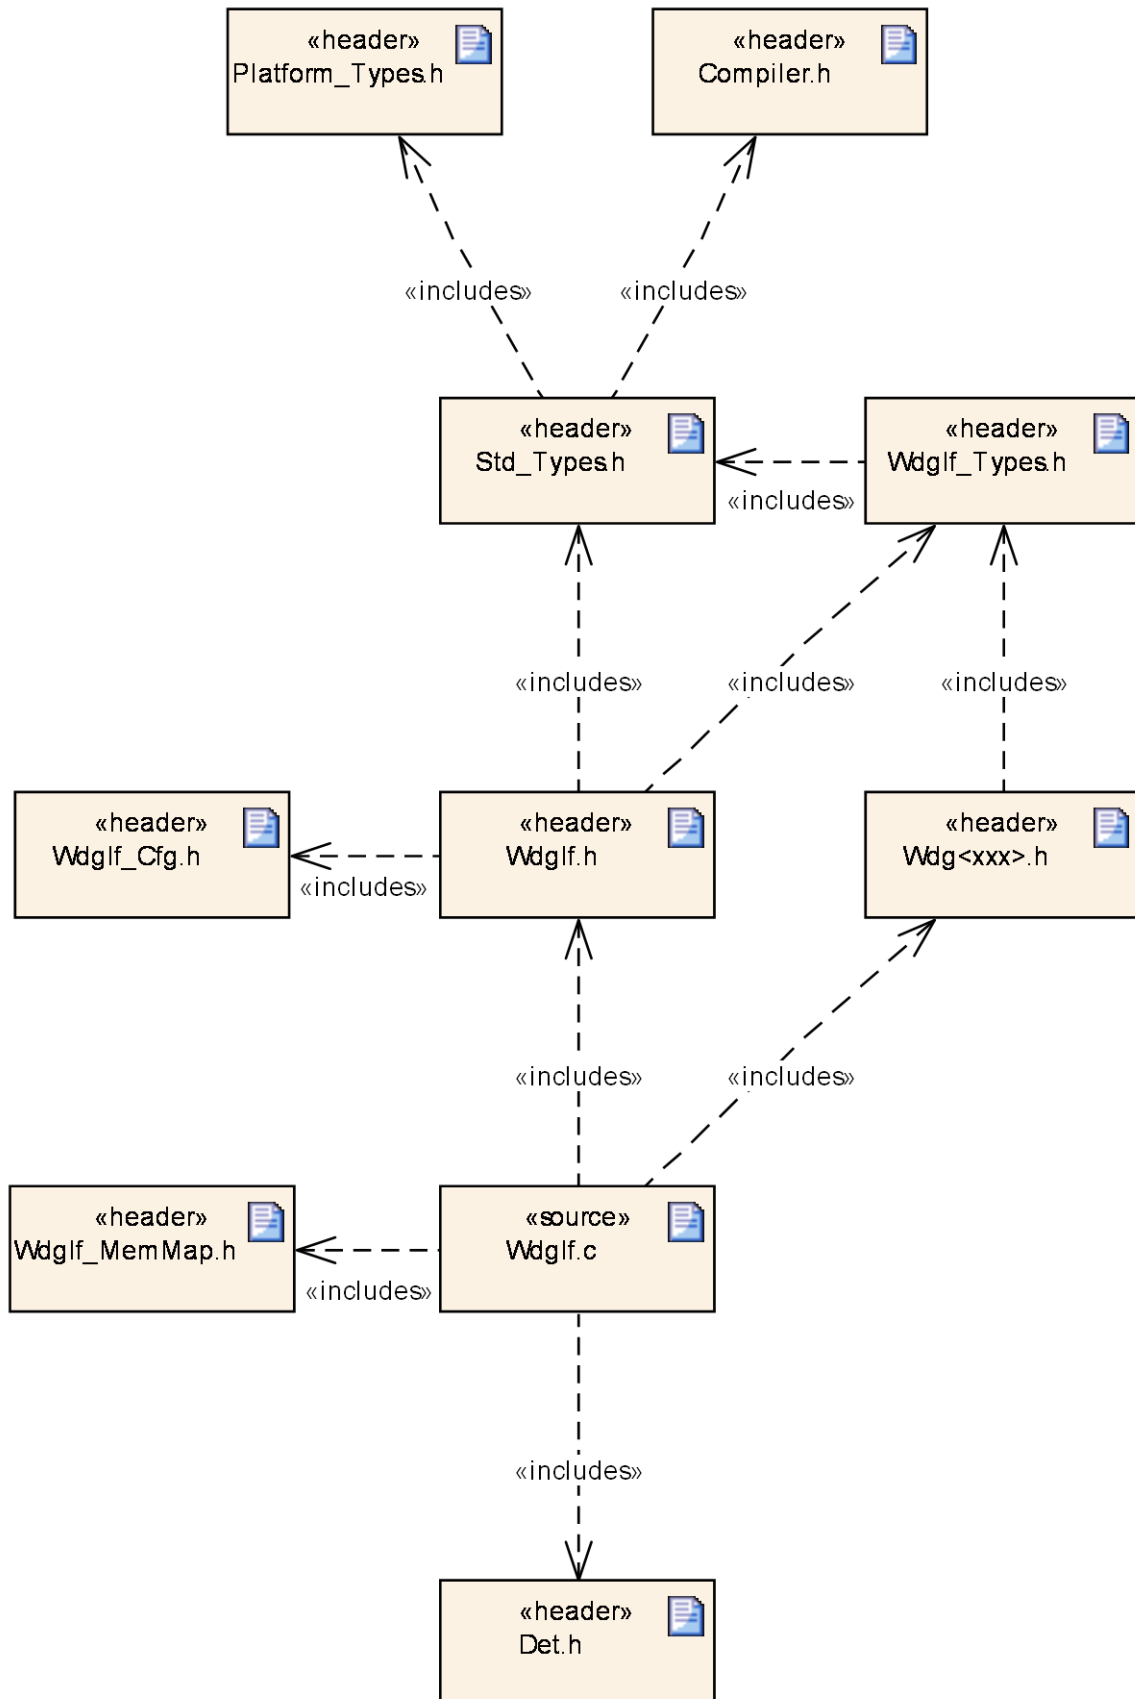 «header»
Platform_Types.h
«header»
Compiler.h
«includes»
«includes»
«header»
Std_Types.h
«header»
WdgIf_Types.h
«includes»
«includes»
«includes»
«includes»
«header»
WdgIf_Cfg.h
«header»
WdgIf.h
«header»
Wdg<xxx>.h
«includes»
«includes»
«includes»
«header»
WdgIf_MemMap.h
«source»
WdgIf.c
«includes»
«includes»
«header»
Det.h